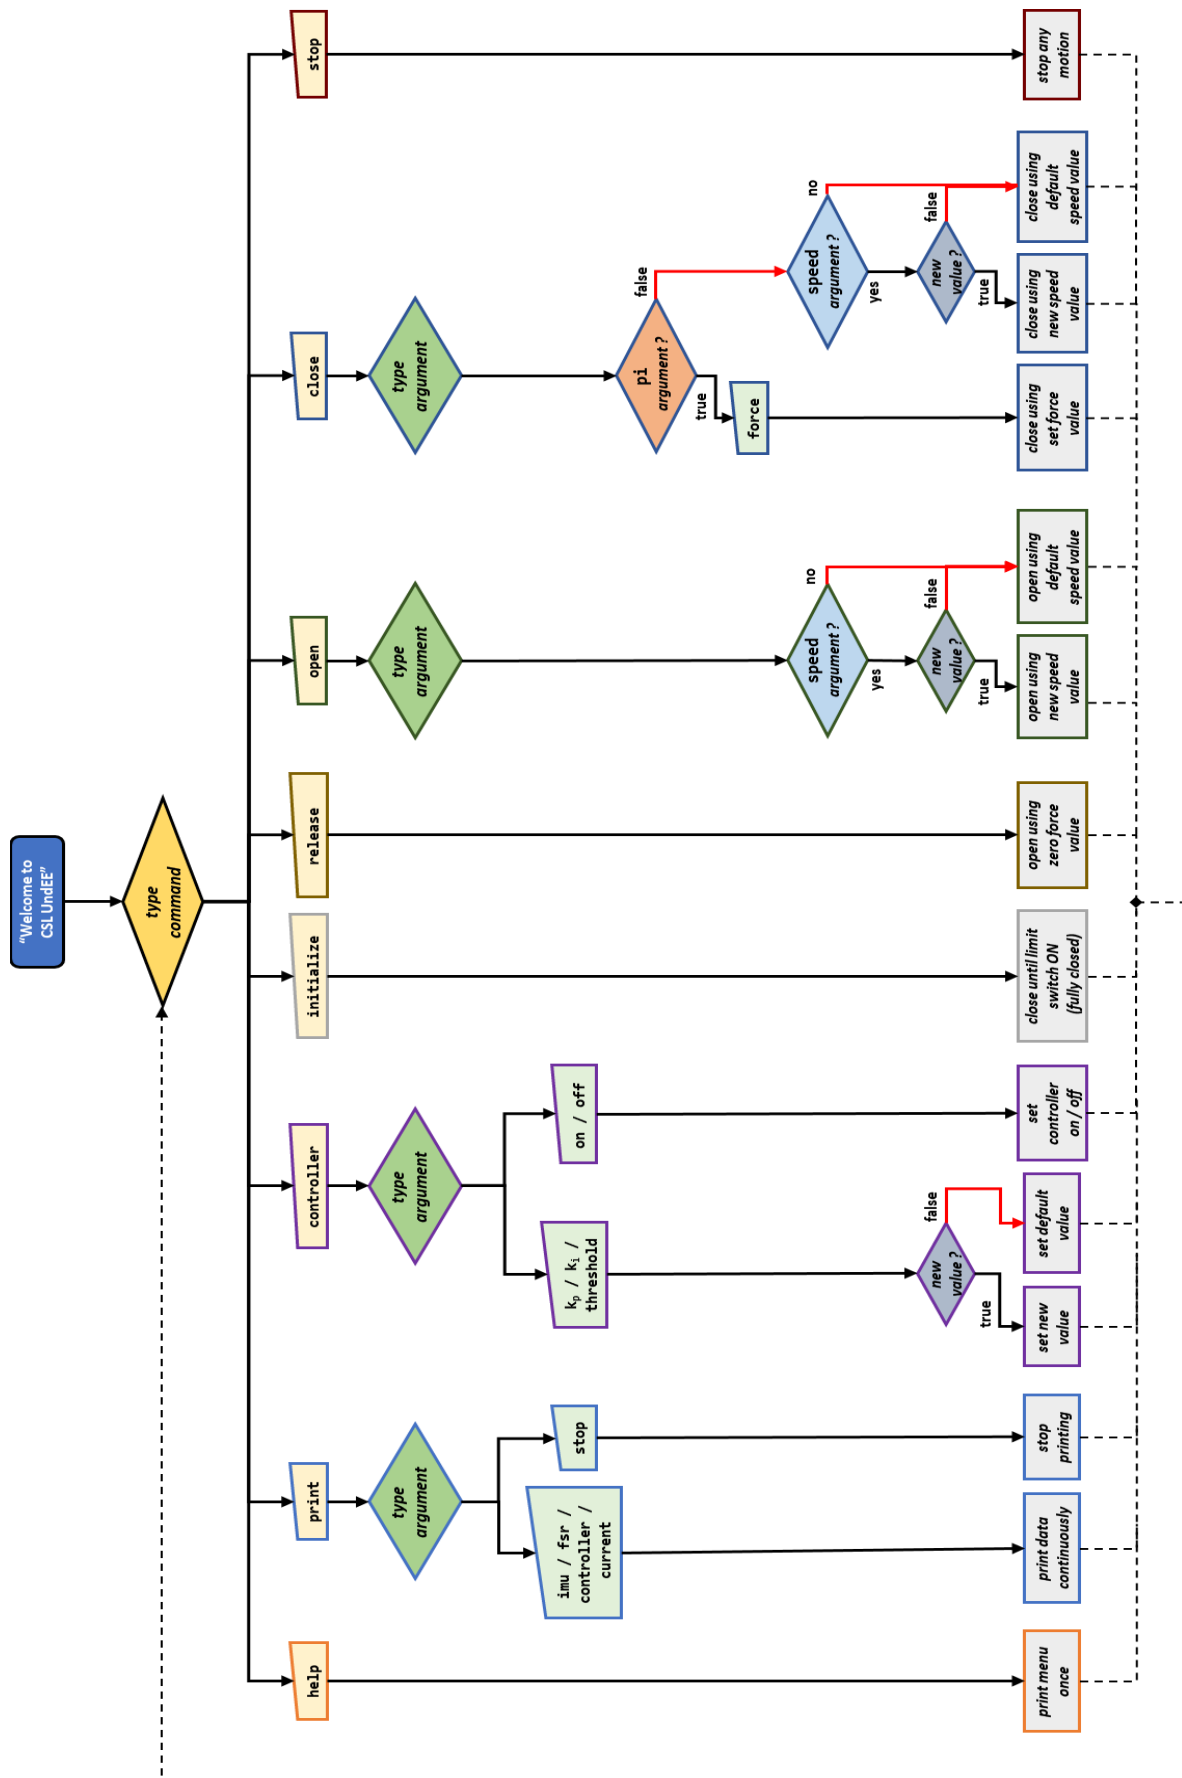 “Welcome to
CSL UndEE”
type
command
help
print
controller
initialize
release
open
close
stop
type
argument
type
argument
type
argument
type
argument
imu / fsr /
controller /
current
stop
kp / ki /
threshold
on / off
pi
argument ?
true
false
force
speed
argument ?
yes
no
speed
argument ?
yes
no
new
value ?
true
false
new
value ?
true
false
new
value ?
true
false
print menu
once
print data
continuously
stop
printing
set new
value
set default
value
set
controller
on / off
close until limit
switch ON
(fully closed)
open using
zero force
value
open using
new speed
value
open using
default
speed value
close using
set force
value
close using
new speed
value
close using
default
speed value
stop any
motion